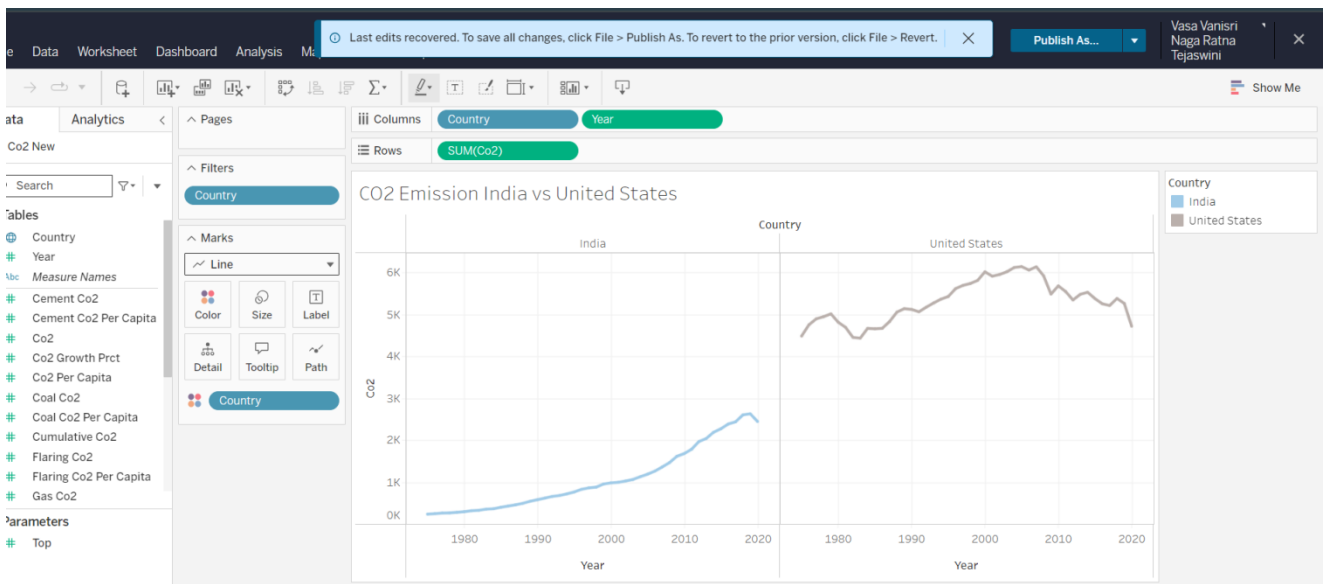 e Data Worksheet Dashboard Analysis Ma
Last edits recovered. To save all changes, click File > Publish As. To revert to the prior version, click File > Revert.
Publish As...
Vasa Vanisri
Naga Ratna
Tejaswini
Show Me
ata Analytics
Co2 New
Search
Tables
Country
Year
Abc Measure Names
Cement Co2
Cement Co2 Per Capita
Co2
Co2 Growth Prct
Co2 Per Capita
Coal Co2
Coal Co2 Per Capita
Cumulative Co2
Flaring Co2
Flaring Co2 Per Capita
Gas Co2
Parameters
Top
Pages
Filters
Country
Marks
Line
Color Size Label
Detail Tooltip Path
Country
Columns Country Year
Rows SUM(Co2)
CO2 Emission India vs United States
Country
India United States
6K
5K
4K
3K
2K
1K
0K
Co2
1980 1990 2000 2010 2020 1980 1990 2000 2010 2020
Year Year
Country
India
United States